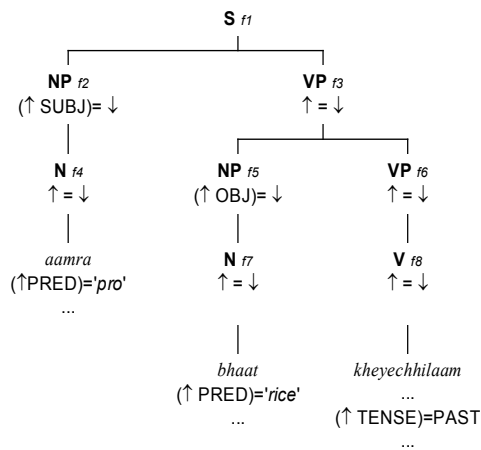 S f1
NP f2 VP f3
(↑ SUBJ)= ↓ ↑ = ↓
N f4 NP f5 VP f6
↑ = ↓ (↑ OBJ)= ↓ ↑ = ↓
aamra N f7 V f8
(↑PRED)='pro' ↑ = ↓ ↑ = ↓
...
bhaat kheyechhilaam
(↑ PRED)='rice' ...
... (↑ TENSE)=PAST
...